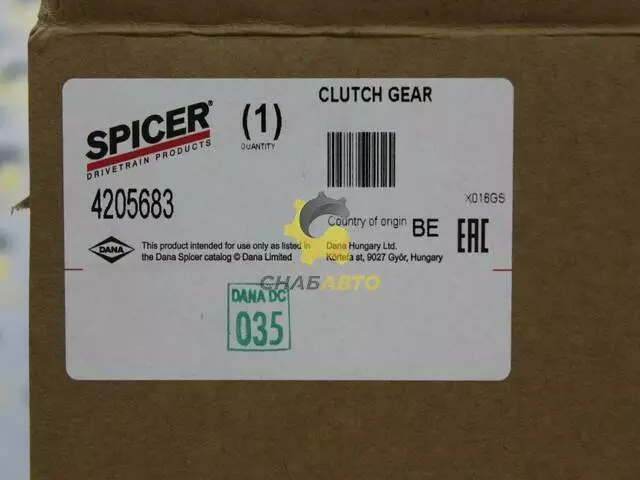 CLUTCH GEAR
SPICER®
DRIVETRAIN PRODUCTS
(1)
QUANTITY
4205683
X016GS
Country of origin BE
EAC
DANA
This product intended for use only as listed in
the Dana Spicer catalog © Dana Limited
Dana Hungary Ltd.
Körtefa st, 9027 Győr, Hungary
СНАБАВТО
DANA DC
035